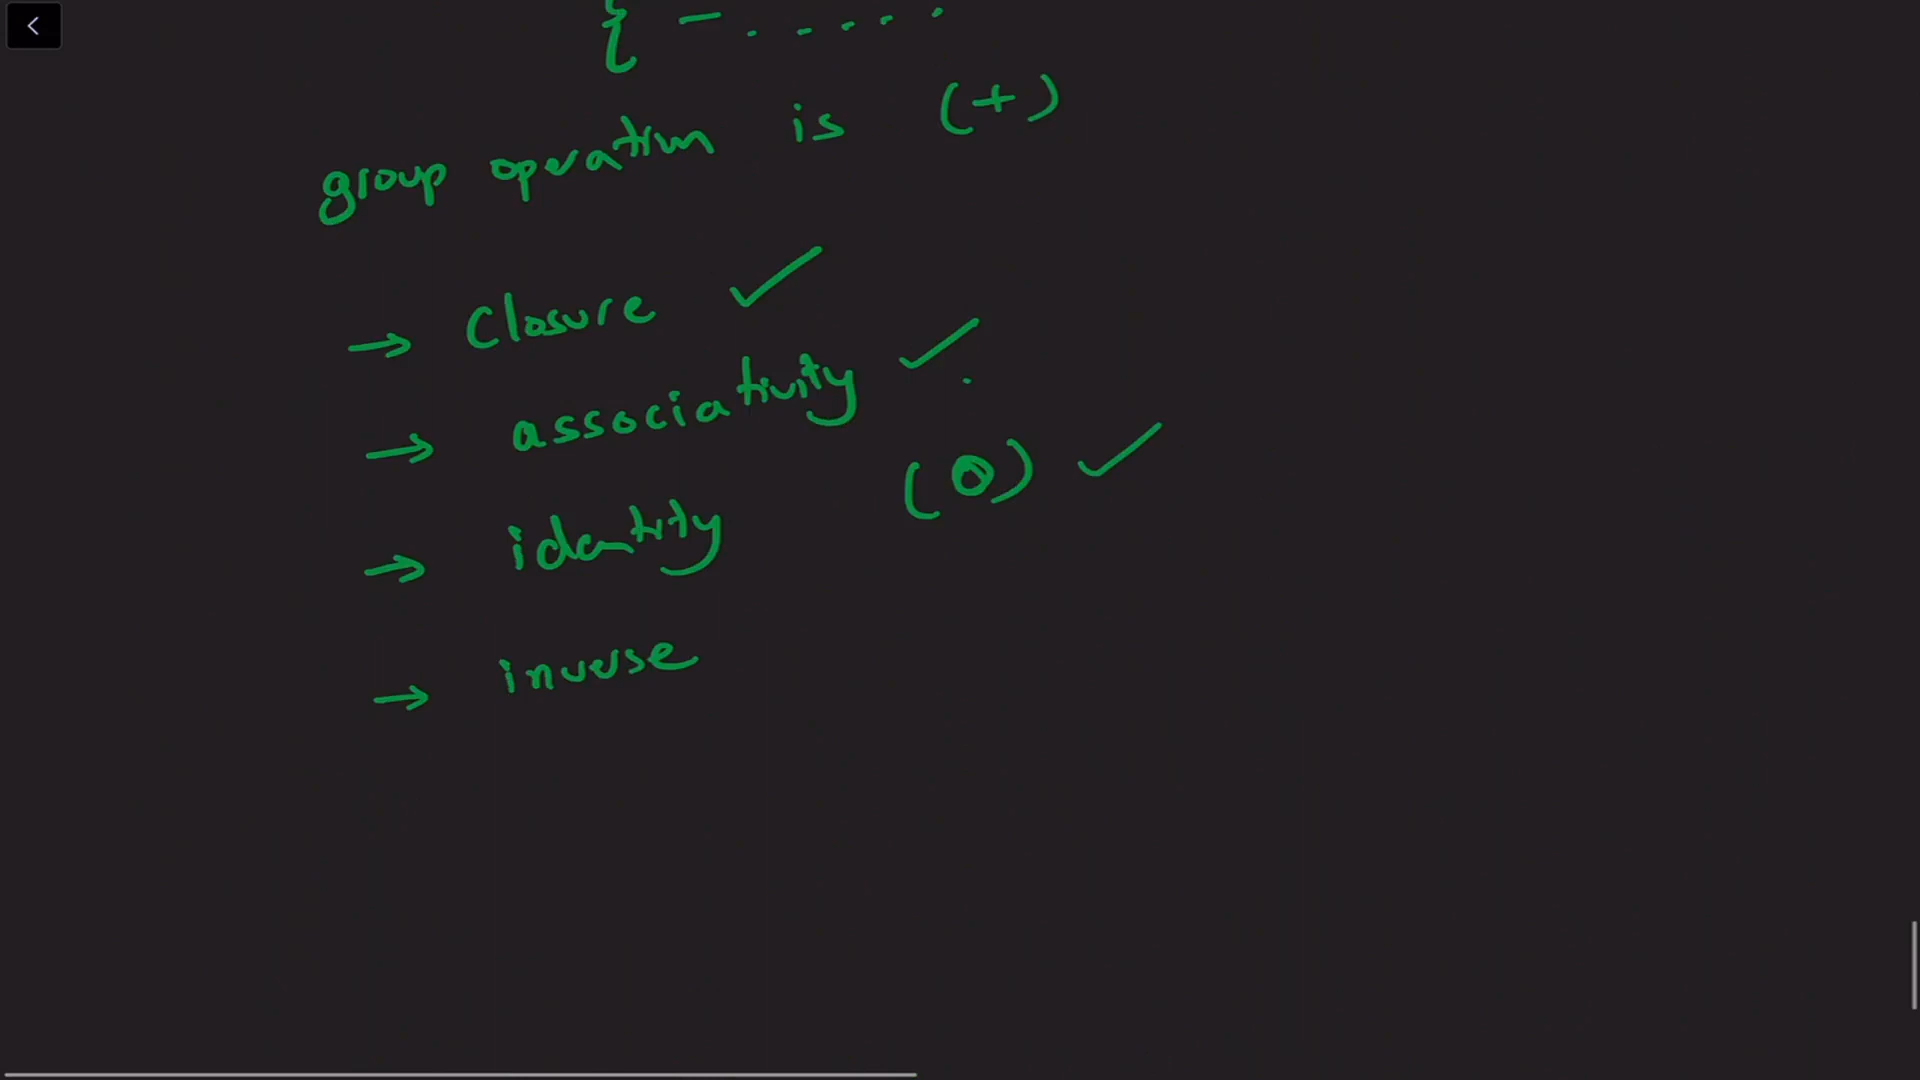 { - . . . . .
group operation is (+)
→ Closure ✓
→ associativity ✓
→ identity (0) ✓
→ inverse